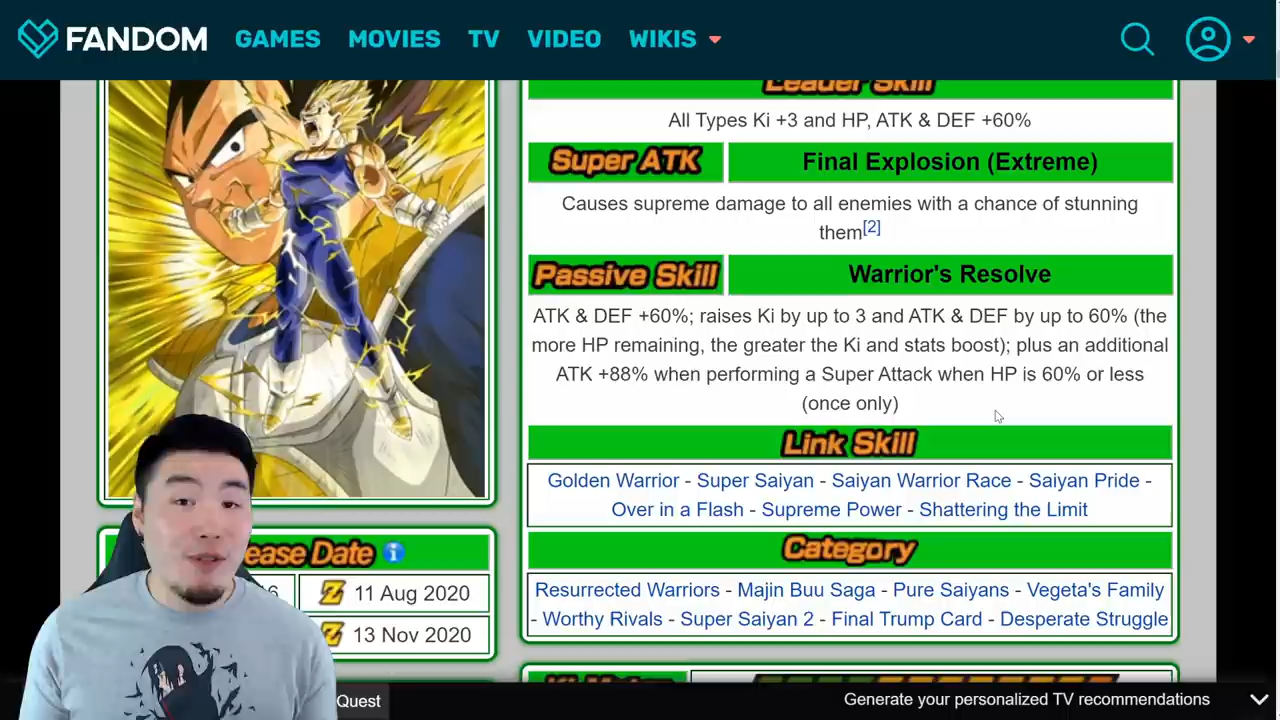 FANDOM GAMES MOVIES TV VIDEO WIKIS
Leader Skill
All Types Ki +3 and HP, ATK & DEF +60%
Super ATK Final Explosion (Extreme)
Causes supreme damage to all enemies with a chance of stunning
them[2]
Passive Skill Warrior's Resolve
ATK & DEF +60%; raises Ki by up to 3 and ATK & DEF by up to 60% (the
more HP remaining, the greater the Ki and stats boost); plus an additional
ATK +88% when performing a Super Attack when HP is 60% or less
(once only)
Link Skill
Golden Warrior - Super Saiyan - Saiyan Warrior Race - Saiyan Pride -
Over in a Flash - Supreme Power - Shattering the Limit
Category
Resurrected Warriors - Majin Buu Saga - Pure Saiyans - Vegeta's Family
- Worthy Rivals - Super Saiyan 2 - Final Trump Card - Desperate Struggle
ease Date i
6 Z 11 Aug 2020
Z 13 Nov 2020
Quest
Generate your personalized TV recommendations